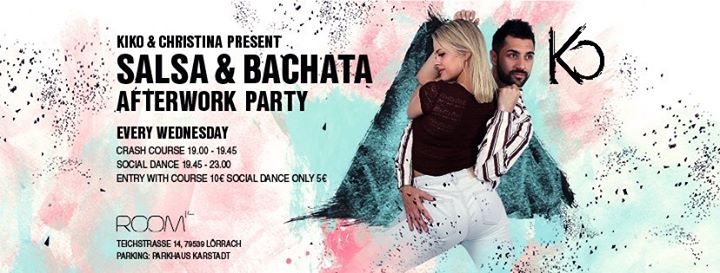 KIKO & CHRISTINA PRESENT
SALSA & BACHATA
AFTERWORK PARTY
EVERY WEDNESDAY
CRASH COURSE 19.00 - 19.45
SOCIAL DANCE 19.45 - 23.00
ENTRY WITH COURSE 10€ SOCIAL DANCE ONLY 5€
ROOM
TEICHSTRASSE 14, 79539 LÖRRACH
PARKING: PARKHAUS KARSTADT
KO